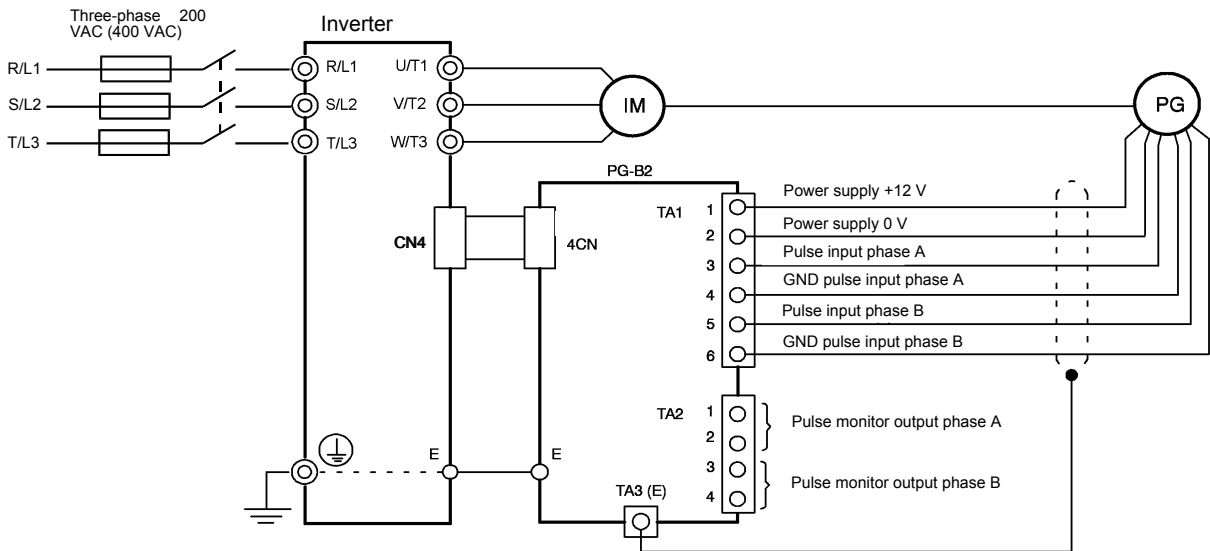 Three-phase 200
VAC (400 VAC)
Inverter
R/L1
R/L1
U/T1
S/L2
S/L2
V/T2
IM
PG
T/L3
T/L3
W/T3
PG-B2
TA1
1
Power supply +12 V
2
Power supply 0 V
CN4
4CN
3
Pulse input phase A
4
GND pulse input phase A
5
Pulse input phase B
6
GND pulse input phase B
TA2
1
Pulse monitor output phase A
2
E
E
3
Pulse monitor output phase B
4
TA3 (E)